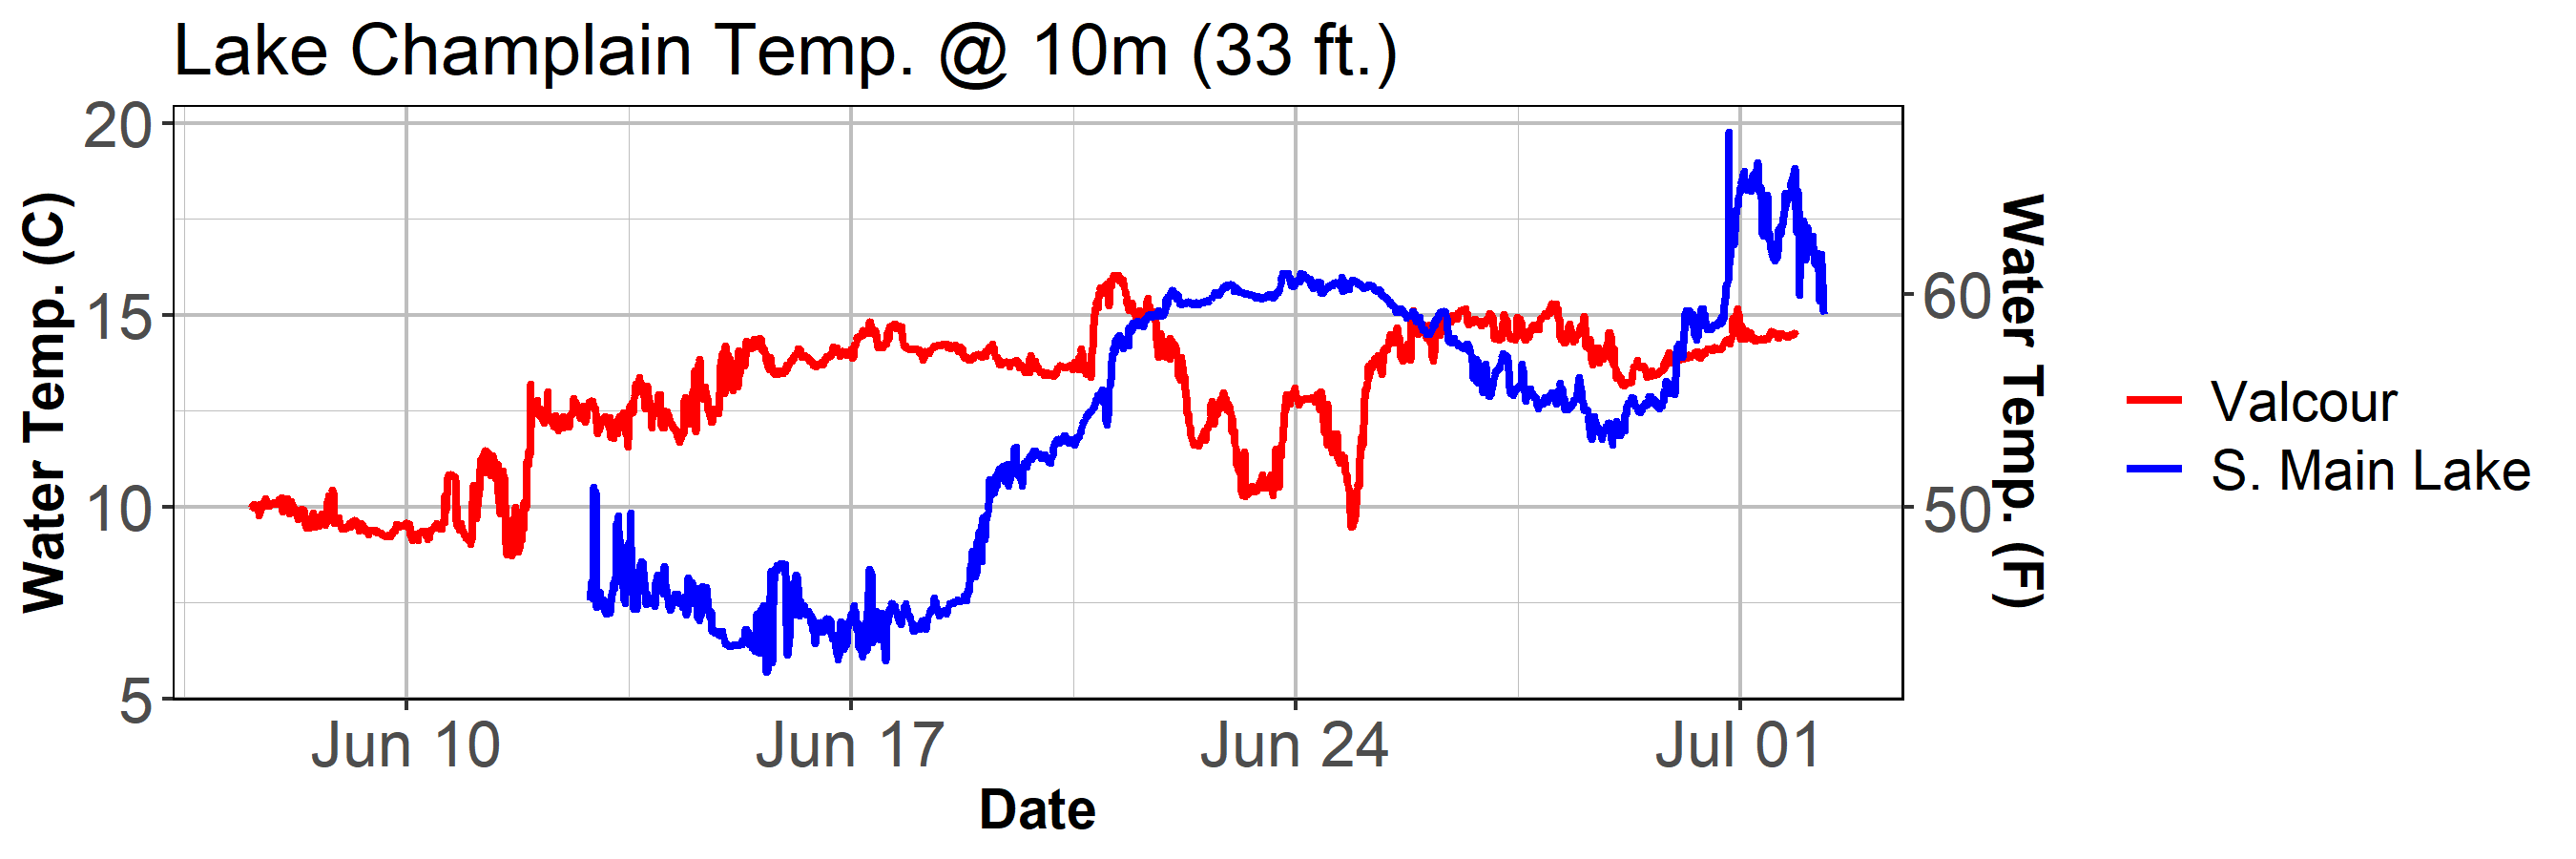 Lake Champlain Temp. @ 10m (33 ft.)
Water Temp. (C)
20
15
10
5
60
50
Water Temp. (F)
Jun 10
Jun 17
Jun 24
Jul 01
Date
Valcour
S. Main Lake